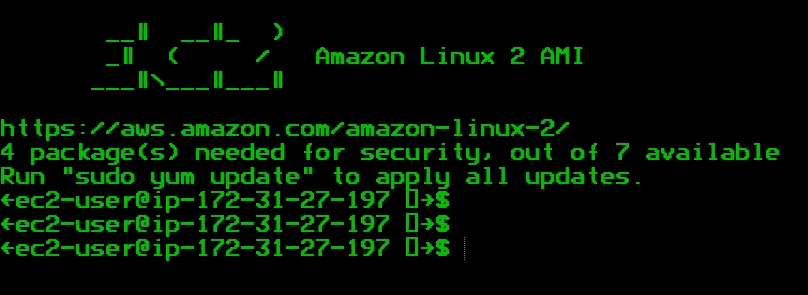 __‖  __‖_  )
_‖  (     /   Amazon Linux 2 AMI
___‖\___‖___‖
https://aws.amazon.com/amazon-linux-2/
4 package(s) needed for security, out of 7 available
Run "sudo yum update" to apply all updates.
←ec2-user@ip-172-31-27-197 ▯→$
←ec2-user@ip-172-31-27-197 ▯→$
←ec2-user@ip-172-31-27-197 ▯→$